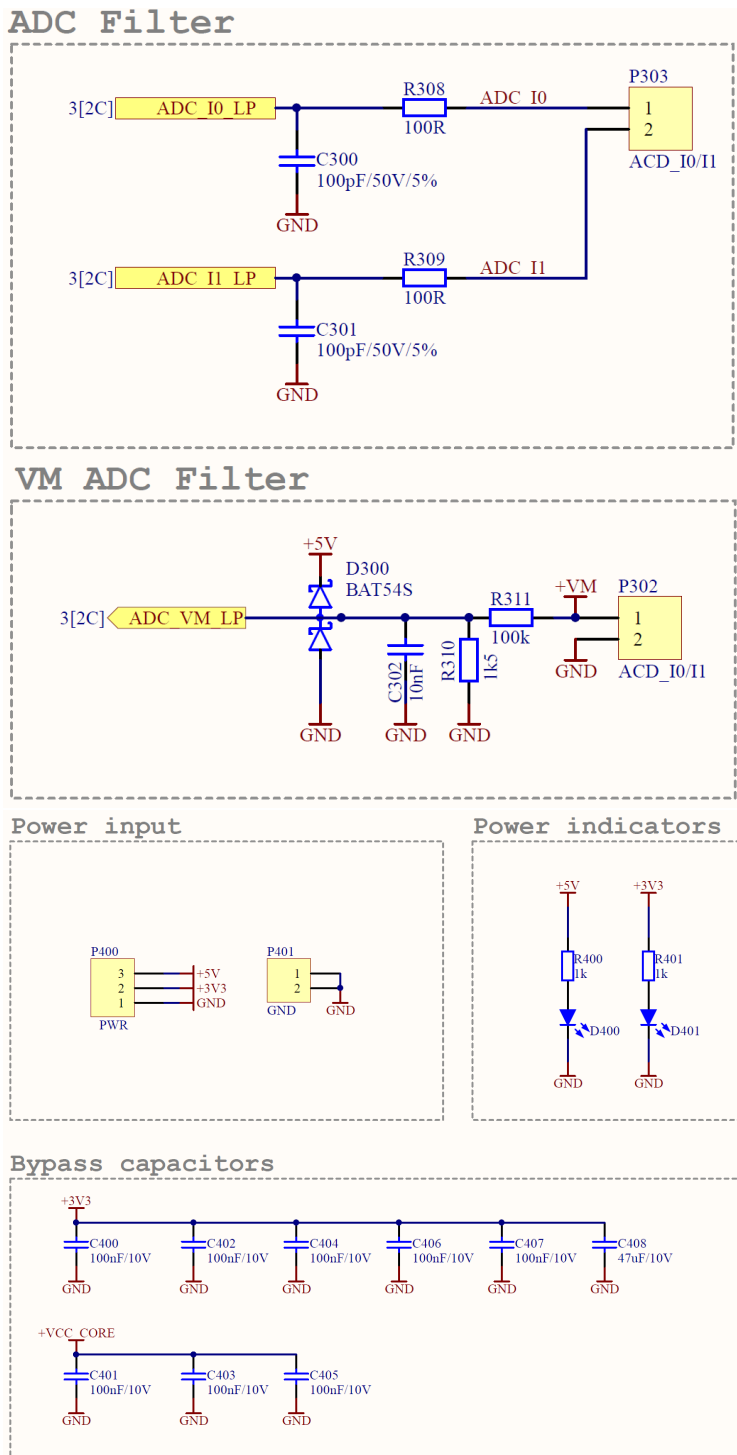 ADC Filter
3[2C] ADC_I0_LP
R308
100R
ADC_I0
P303
1
2
ACD_I0/I1
C300
100pF/50V/5%
GND
3[2C] ADC_I1_LP
R309
100R
ADC_I1
C301
100pF/50V/5%
GND
VM ADC Filter
+5V
D300
BAT54S
3[2C] ADC_VM_LP
GND
C302
10nF
GND
R310
1k5
GND
R311
100k
+VM
GND
P302
1
2
ACD_I0/I1
Power input
P400
3 +5V
2 +3V3
1 GND
PWR
P401
1
2
GND
GND
Power indicators
+5V
R400
1k
D400
GND
+3V3
R401
1k
D401
GND
Bypass capacitors
+3V3
C400
100nF/10V
GND
C402
100nF/10V
GND
C404
100nF/10V
GND
C406
100nF/10V
GND
C407
100nF/10V
GND
C408
47uF/10V
GND
+VCC_CORE
C401
100nF/10V
GND
C403
100nF/10V
GND
C405
100nF/10V
GND